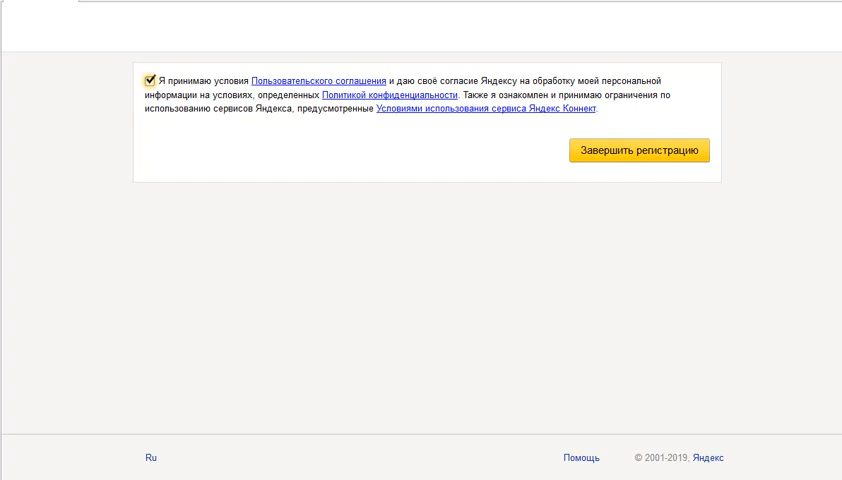 Я принимаю условия Пользовательского соглашения и даю своё согласие Яндексу на обработку моей персональной
информации на условиях, определенных Политикой конфиденциальности. Также я ознакомлен и принимаю ограничения по
использованию сервисов Яндекса, предусмотренные Условиями использования сервиса Яндекс Коннект.
Завершить регистрацию
Ru Помощь © 2001-2019, Яндекс